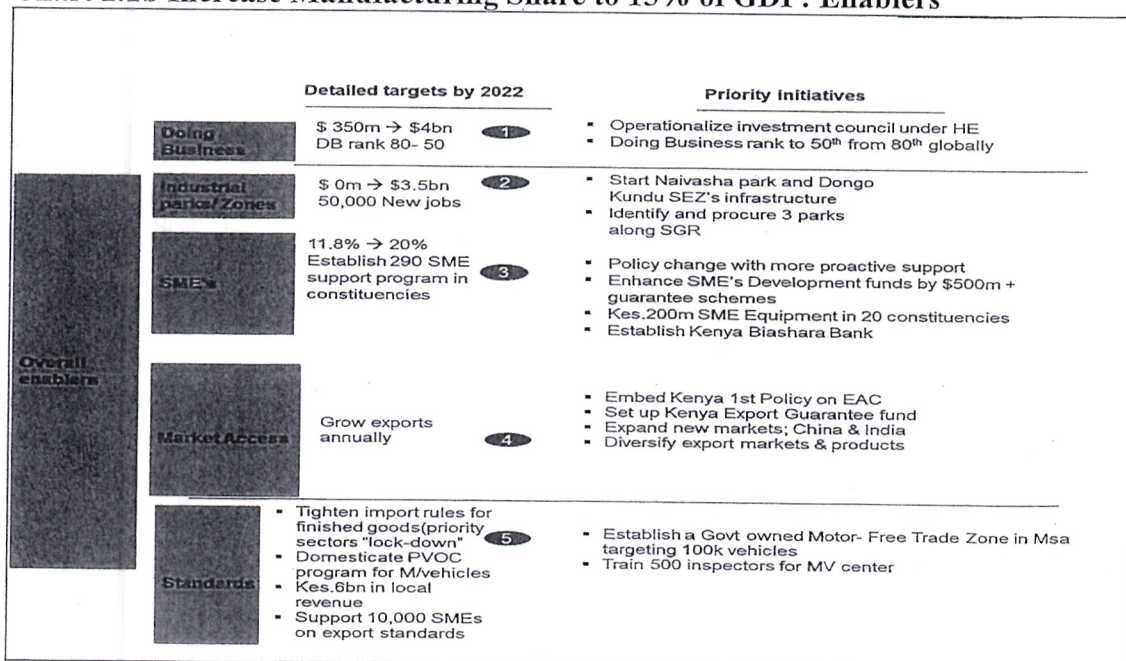 Increase Manufacturing Share to 15% of GDP: Enablers
Detailed targets by 2022
Priority initiatives
Doing
Business
$ 350m → $4bn
DB rank 80- 50
1
▪ Operationalize investment council under HE
▪ Doing Business rank to 50th from 80th globally
Overall
enablers
Industrial
parks/Zones
$ 0m → $3.5bn
50,000 New jobs
2
▪ Start Naivasha park and Dongo
Kundu SEZ's infrastructure
▪ Identify and procure 3 parks
along SGR
SME's
11.8% → 20%
Establish 290 SME
support program in
constituencies
3
▪ Policy change with more proactive support
▪ Enhance SME's Development funds by $500m +
guarantee schemes
▪ Kes.200m SME Equipment in 20 constituencies
▪ Establish Kenya Biashara Bank
Market Access
Grow exports
annually
4
▪ Embed Kenya 1st Policy on EAC
▪ Set up Kenya Export Guarantee fund
▪ Expand new markets; China & India
▪ Diversify export markets & products
Standards
▪ Tighten import rules for
finished goods(priority
sectors "lock-down"
▪ Domesticate PVOC
program for M/vehicles
▪ Kes.6bn in local
revenue
▪ Support 10,000 SMEs
on export standards
5
▪ Establish a Govt owned Motor- Free Trade Zone in Msa
targeting 100k vehicles
▪ Train 500 inspectors for MV center